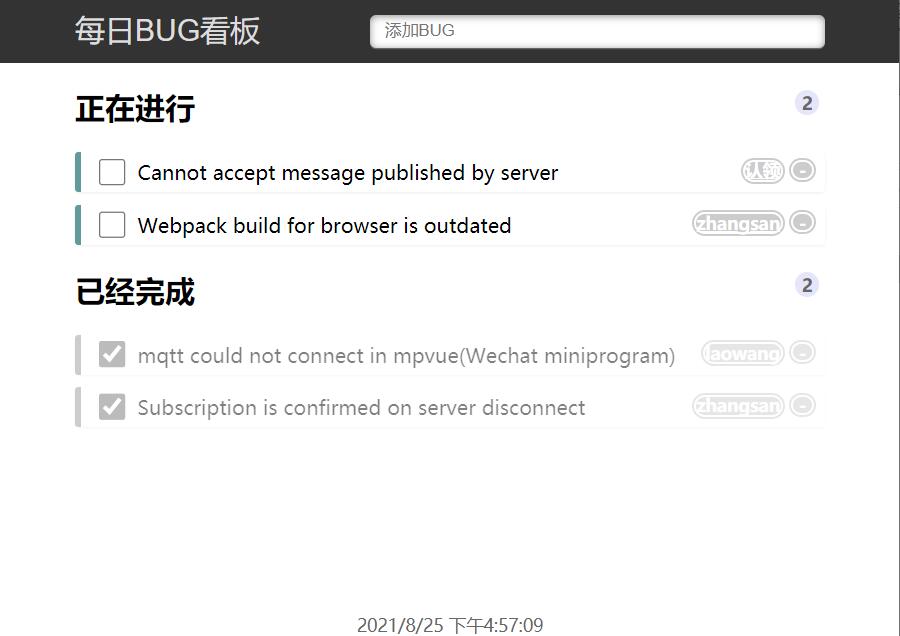 每日BUG看板
添加BUG
正在进行 2
Cannot accept message published by server 认领 -
Webpack build for browser is outdated zhangsan -
已经完成 2
mqtt could not connect in mpvue(Wechat miniprogram) laowang -
Subscription is confirmed on server disconnect zhangsan -
2021/8/25 下午4:57:09